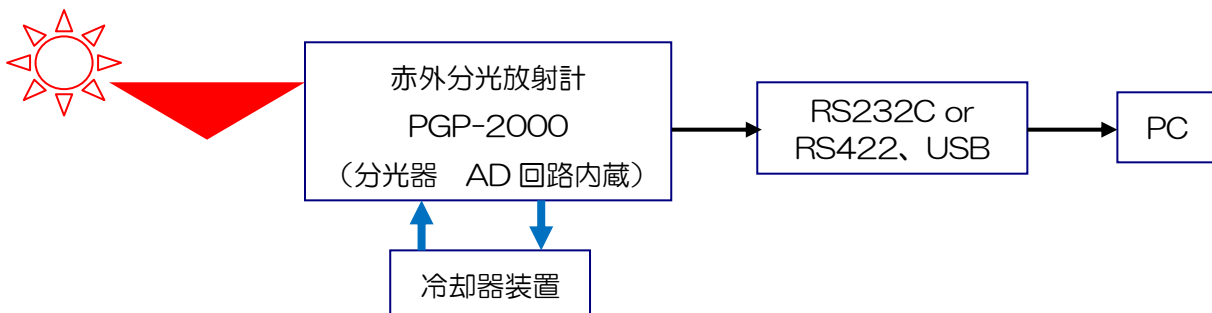 赤外分光放射計
PGP-2000
（分光器　AD 回路内蔵）
RS232C or
RS422、USB
PC
冷却器装置